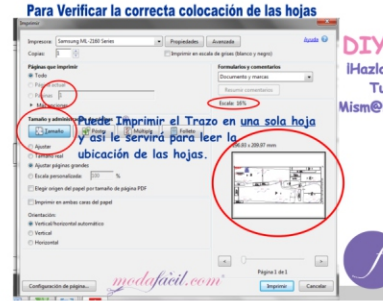 Para Verificar la correcta colocación de las hojas
Imprimir
Impresora: Samsung ML-2160 Series
Propiedades
Avanzada
Ayuda
Copias: 1
Imprimir en escala de grises (blanco y negro)
Páginas que imprimir
Todo
Página actual
Páginas 1
Formularios y comentarios
Documento y marcas
Resumir comentarios
Escala: 16%
Tamaño
Póster
Múltiple
Folleto
Puede Imprimir el Trazo en una sola hoja
y así le servirá para leer la
ubicación de las hojas.
Ajustar
Tamaño real
Ajustar páginas grandes
Escala personalizada: 100 %
Elegir origen del papel por tamaño de página PDF
Imprimir en ambas caras del papel
Orientación:
Vertical/horizontal automático
Vertical
Horizontal
Página 1 de 1
Configuración de página...
Imprimir
Cancelar
modafácil.com
DIY
¡Hazlo
Tu
Mism@